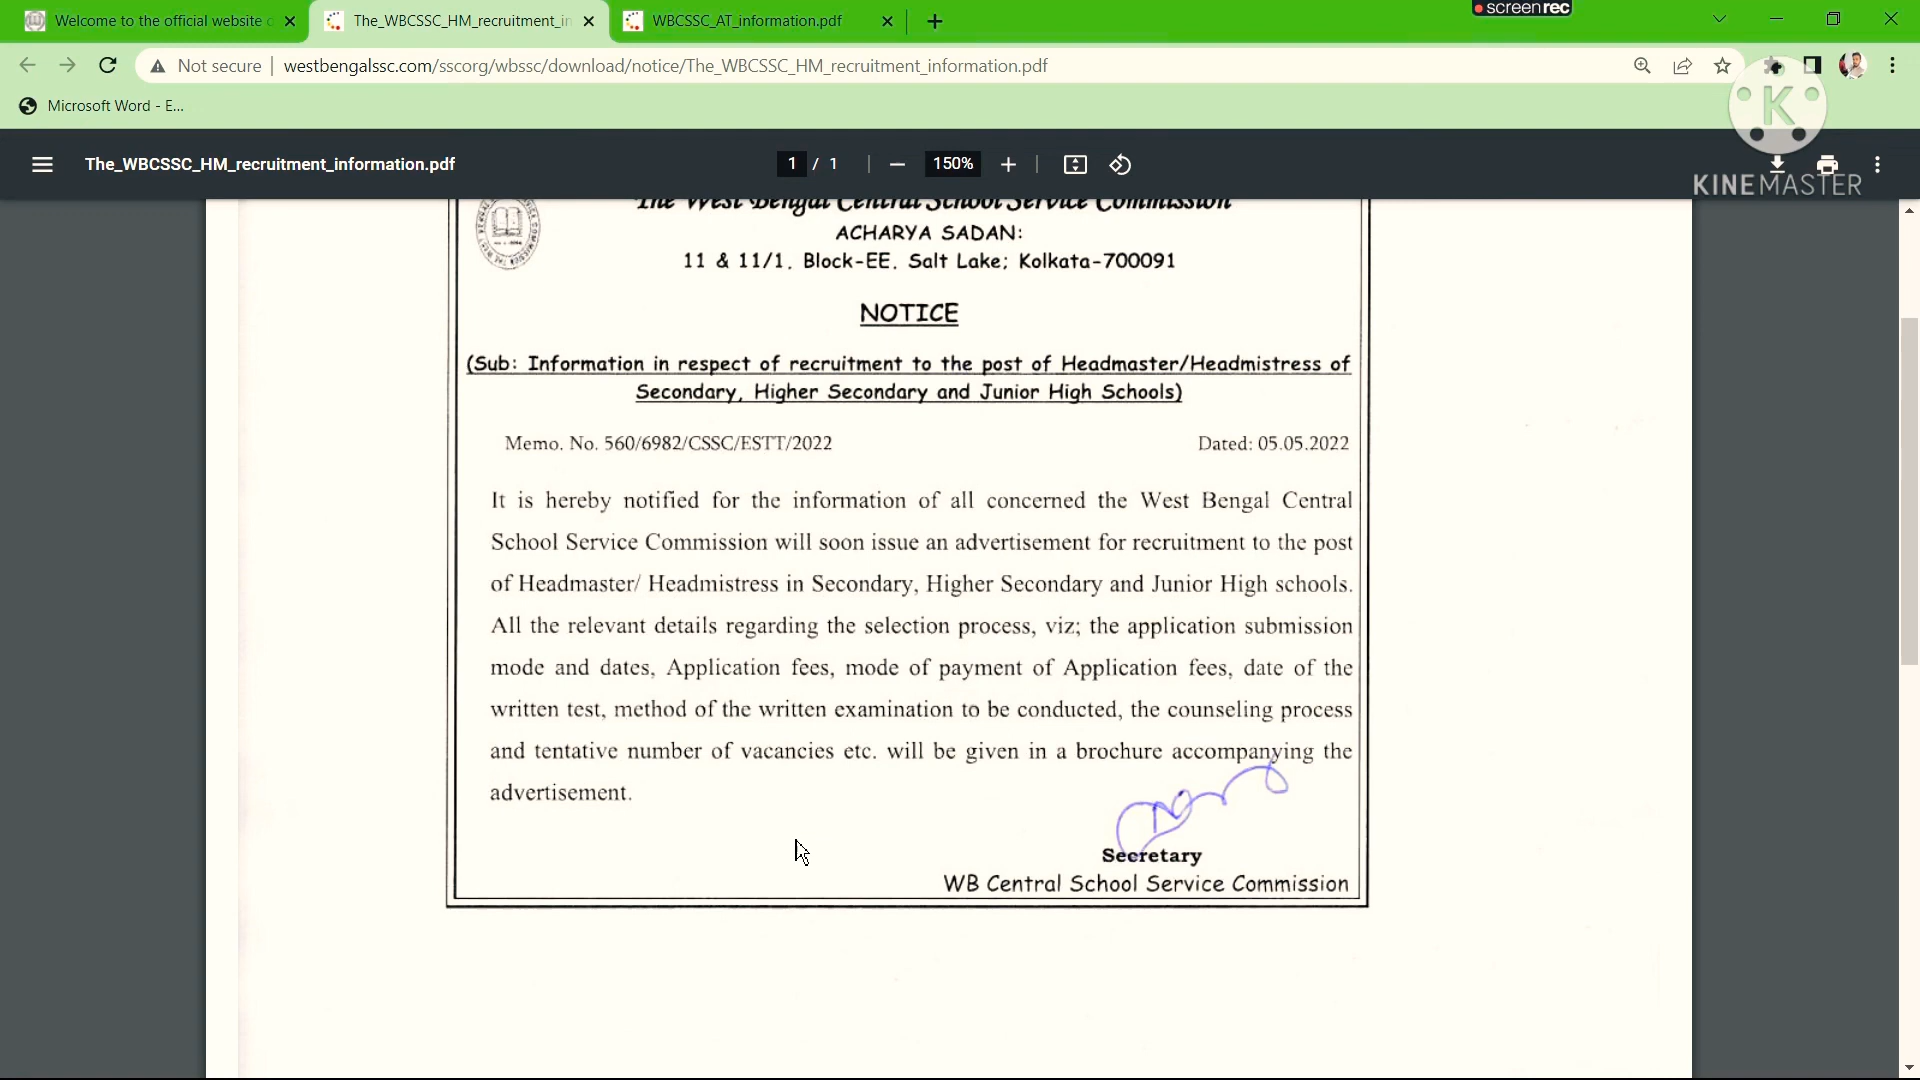 screenrec
Welcome to the official website
The_WBCSSC_HM_recruitment_in
WBCSSC_AT_information.pdf
Not secure
westbengalssc.com/sscorg/wbssc/download/notice/The_WBCSSC_HM_recruitment_information.pdf
Microsoft Word - E...
K
The_WBCSSC_HM_recruitment_information.pdf
1 / 1
150%
KINEMASTER
The West Bengal Central School Service Commission
ACHARYA SADAN:
11 & 11/1, Block-EE, Salt Lake; Kolkata-700091
NOTICE
(Sub: Information in respect of recruitment to the post of Headmaster/Headmistress of
Secondary, Higher Secondary and Junior High Schools)
Memo. No. 560/6982/CSSC/ESTT/2022 Dated: 05.05.2022
It is hereby notified for the information of all concerned the West Bengal Central
School Service Commission will soon issue an advertisement for recruitment to the post
of Headmaster/ Headmistress in Secondary, Higher Secondary and Junior High schools.
All the relevant details regarding the selection process, viz; the application submission
mode and dates, Application fees, mode of payment of Application fees, date of the
written test, method of the written examination to be conducted, the counseling process
and tentative number of vacancies etc. will be given in a brochure accompanying the
advertisement.
Secretary
WB Central School Service Commission